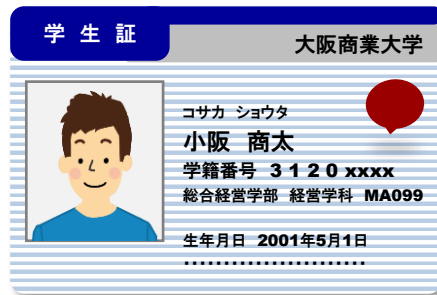 学 生 証
大阪商業大学
コサカ ショウタ
小阪 商太
学籍番号 3120xxxx
総合経営学部 経営学科 MA099
生年月日 2001年5月1日